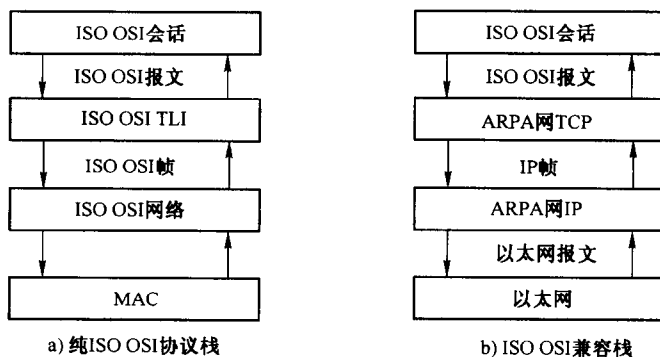 ISO OSI会话
ISO OSI报文
ISO OSI TLI
ISO OSI帧
ISO OSI网络
MAC
a) 纯ISO OSI协议栈
ISO OSI会话
ISO OSI报文
ARPA网TCP
IP帧
ARPA网IP
以太网报文
以太网
b) ISO OSI兼容栈